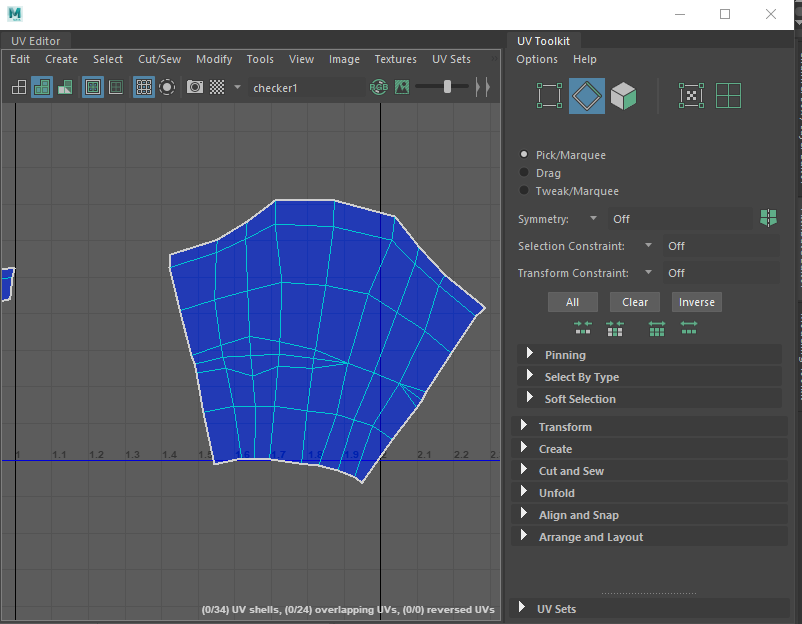 M
UV Editor
Edit Create Select Cut/Sew Modify Tools View Image Textures UV Sets
checker1
RGB
1 1.1 1.2 1.3 1.4 1.5 1.6 1.7 1.8 1.9 2.1 2.2 2.
(0/34) UV shells, (0/24) overlapping UVs, (0/0) reversed UVs
UV Toolkit
Options Help
Pick/Marquee
Drag
Tweak/Marquee
Symmetry: Off
Selection Constraint: Off
Transform Constraint: Off
All Clear Inverse
Pinning
Select By Type
Soft Selection
Transform
Create
Cut and Sew
Unfold
Align and Snap
Arrange and Layout
UV Sets